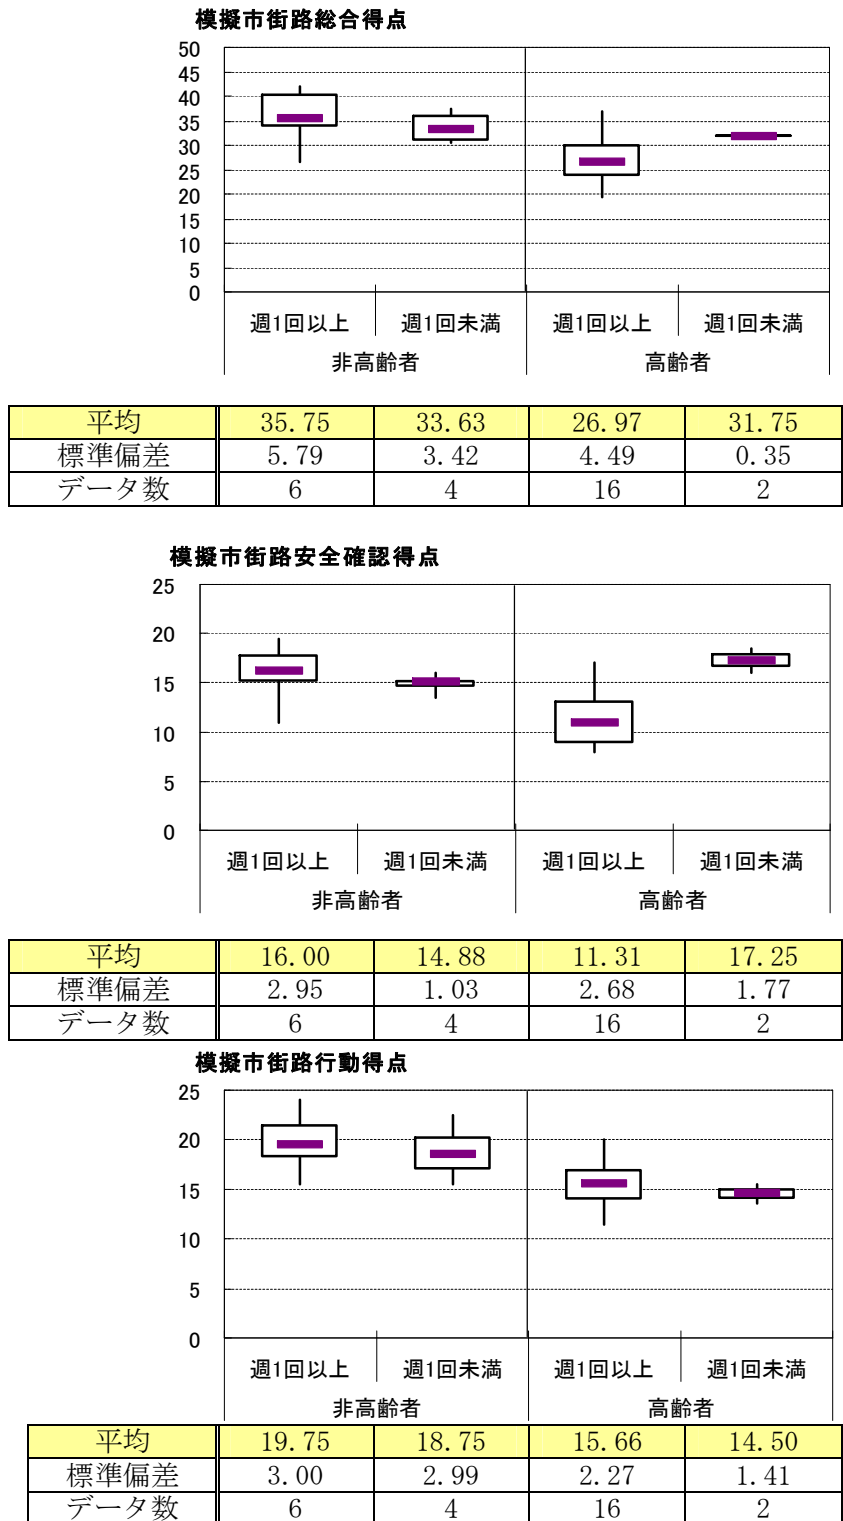 模擬市街路総合得点
50
45
40
35
30
25
20
15
10
5
0
週1回以上 週1回未満 週1回以上 週1回未満
非高齢者 高齢者
平均 35.75 33.63 26.97 31.75
標準偏差 5.79 3.42 4.49 0.35
データ数 6 4 16 2
模擬市街路安全確認得点
25
20
15
10
5
0
週1回以上 週1回未満 週1回以上 週1回未満
非高齢者 高齢者
平均 16.00 14.88 11.31 17.25
標準偏差 2.95 1.03 2.68 1.77
データ数 6 4 16 2
模擬市街路行動得点
25
20
15
10
5
0
週1回以上 週1回未満 週1回以上 週1回未満
非高齢者 高齢者
平均 19.75 18.75 15.66 14.50
標準偏差 3.00 2.99 2.27 1.41
データ数 6 4 16 2